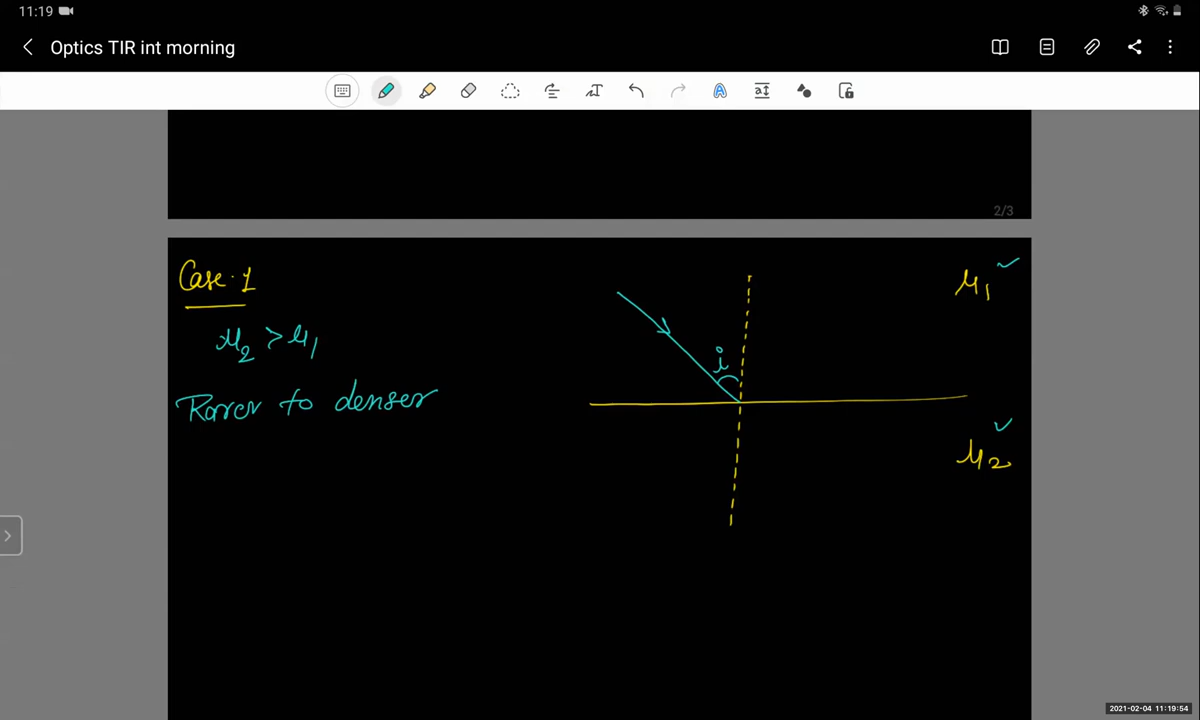 11:19
Optics TIR int morning
2/3
Case-1
μ2 > μ1
Rarer to denser
i
μ1
μ2
2021-02-04 11:19:54